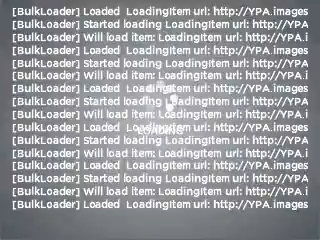 [BulkLoader] Loaded  LoadingItem url: http://YPA.images
[BulkLoader] Started loading LoadingItem url: http://YPA
[BulkLoader] Will load item: LoadingItem url: http://YPA.i
[BulkLoader] Loaded  LoadingItem url: http://YPA.images
[BulkLoader] Started loading LoadingItem url: http://YPA
[BulkLoader] Will load item: LoadingItem url: http://YPA.i
[BulkLoader] Loaded  LoadingItem url: http://YPA.images
[BulkLoader] Started loading LoadingItem url: http://YPA
[BulkLoader] Will load item: LoadingItem url: http://YPA.i
[BulkLoader] Loaded  LoadingItem url: http://YPA.images
LOADING
[BulkLoader] Started loading LoadingItem url: http://YPA
[BulkLoader] Will load item: LoadingItem url: http://YPA.i
[BulkLoader] Loaded  LoadingItem url: http://YPA.images
[BulkLoader] Started loading LoadingItem url: http://YPA
[BulkLoader] Will load item: LoadingItem url: http://YPA.i
[BulkLoader] Loaded  LoadingItem url: http://YPA.images